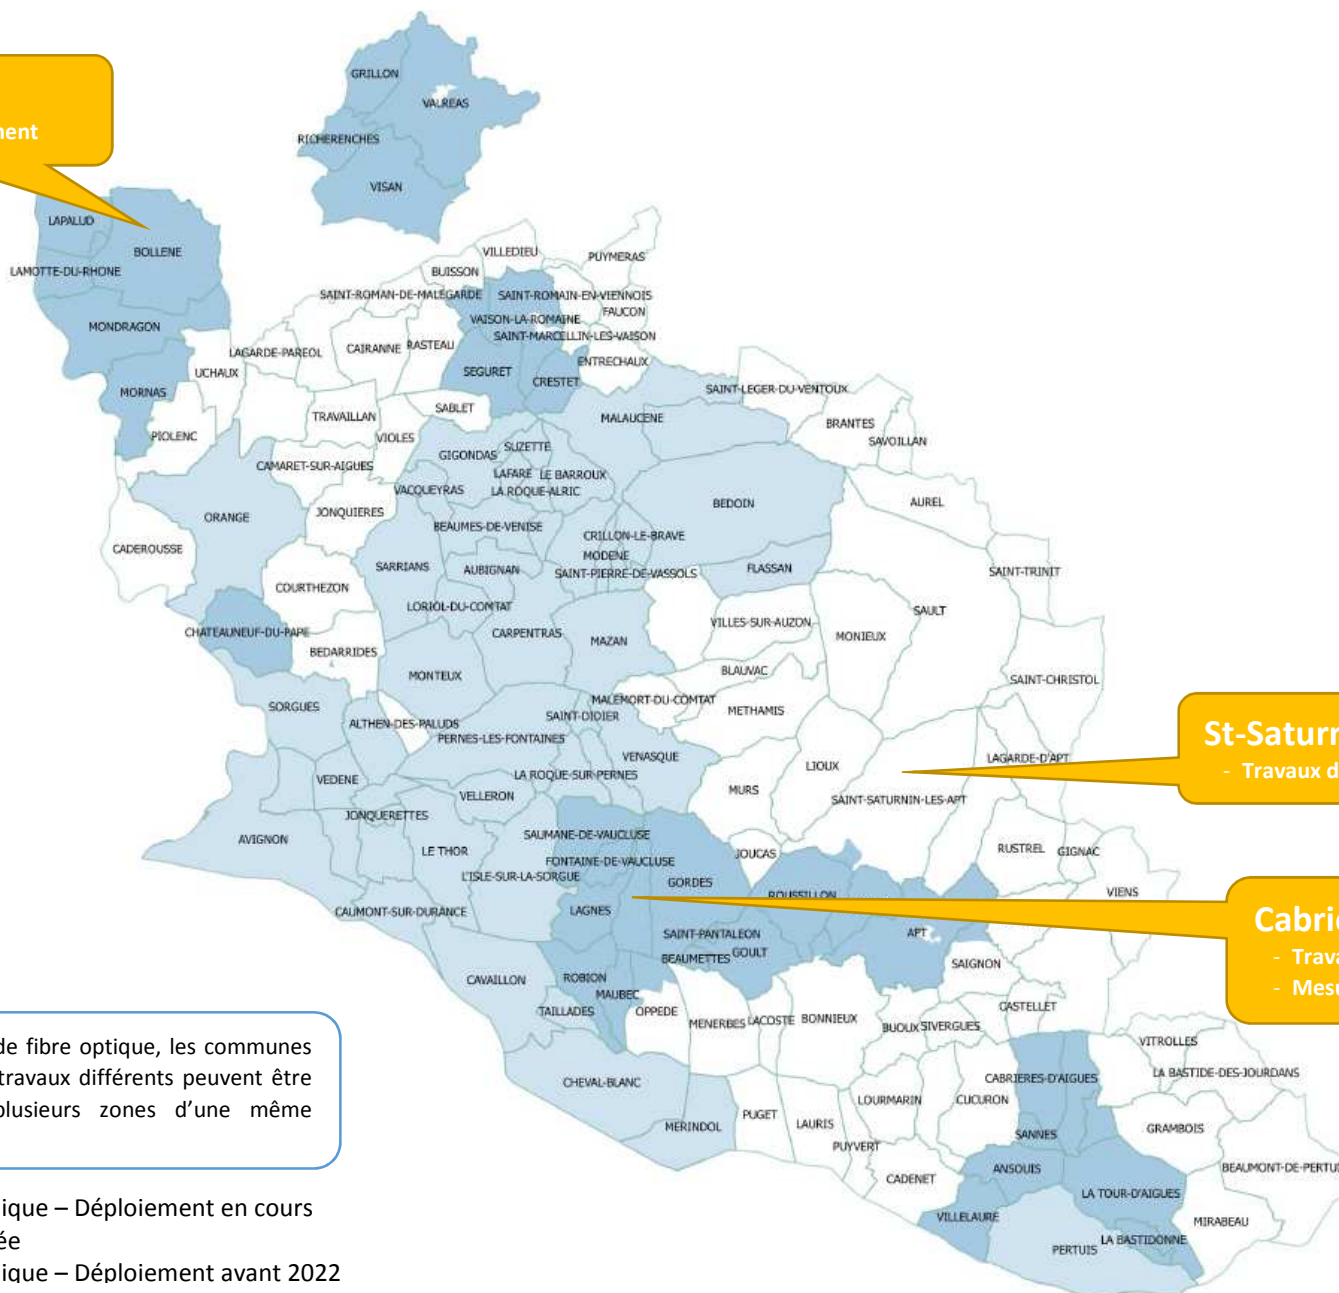 GRILLON
VALREAS
ment
RICHERENCHES
VISAN
LAPALUD
BOLLENE
LAMOTTE-DU-RHONE
VILLEDIEU
PUYMERAS
BUISSON
SAINT-ROMAN-DE-MALEGARDE
SAINT-ROMAIN-EN-VIENNOIS
FAUCON
MONDRAGON
VAISON-LA-ROMAINE
SAINT-MARCELLIN-LES-VAISON
LAGARDE-PAREOL
CAIRANNE
RASTEAU
ENTRECHAUX
UCHAUX
SEGURET
CRESTET
MORNAS
SAINT-LEGER-DU-VENTOUX
TRAVAILLAN
SABLET
MALAUCENE
BRANTES
PIOLENC
VIOLES
SAVOILLAN
GIGONDAS
SUZETTE
CAMARET-SUR-AIGUES
LAFARE
LE BARROUX
VACQUEYRAS
LA ROQUE-ALRIC
BEDOIN
AUREL
ORANGE
JONQUIERES
BEAUMES-DE-VENISE
CRILLON-LE-BRAVE
CADEROUSSE
MODENE
SARRIANS
AUBIGNAN
SAINT-PIERRE-DE-VASSOLS
FLASSAN
SAINT-TRINIT
COURTHEZON
LORIOL-DU-COMTAT
SAULT
CHATEAUNEUF-DU-PAPE
CARPENTRAS
MAZAN
VILLES-SUR-AUZON
MONIEUX
BEDARRIDES
MONTEUX
BLAUVAC
SAINT-CHRISTOL
MALEMORT-DU-COMTAT
SORGUES
METHAMIS
ALTHEN-DES-PALUDS
SAINT-DIDIER
PERNES-LES-FONTAINES
St-Saturn
VENASQUE
LAGARDE-D'APT
LIOUX
- Travaux d
VEDENE
LA ROQUE-SUR-PERNES
MURS
VELLERON
SAINT-SATURNIN-LES-APT
JONQUERETTES
AVIGNON
SAUMANE-DE-VAUCLUSE
LE THOR
JOUCAS
RUSTREL
GIGNAC
FONTAINE-DE-VAUCLUSE
L'ISLE-SUR-LA-SORGUE
GORDES
VIENS
ROUSSILLON
CAUMONT-SUR-DURANCE
LAGNES
Cabriè
SAINT-PANTALEON
APT
BEAUMETTES
GOULT
- Trava
SAIGNON
CAVAILLON
ROBION
- Mesu
MAUBEC
TAILLADES
OPPEDE
CASTELLET
MENERBES
LACOSTE
BONNIEUX
BUOUX
SIVERGUES
de fibre optique, les communes
travaux différents peuvent être
plusieurs zones d'une même
VITROLLES
LA BASTIDE-DES-JOURDANS
CHEVAL-BLANC
CABRIERES-D'AIGUES
LOURMARIN
CUCURON
PUGET
LAURIS
MERINDOL
GRAMBOIS
SANNES
PUYVERT
ANSOUIS
BEAUMONT-DE-PERTUI
CADENET
LA TOUR-D'AIGUES
VILLELAURE
MIRABEAU
LA BASTIDONNE
PERTUIS
ique – Déploiement en cours
ée
ique – Déploiement avant 2022